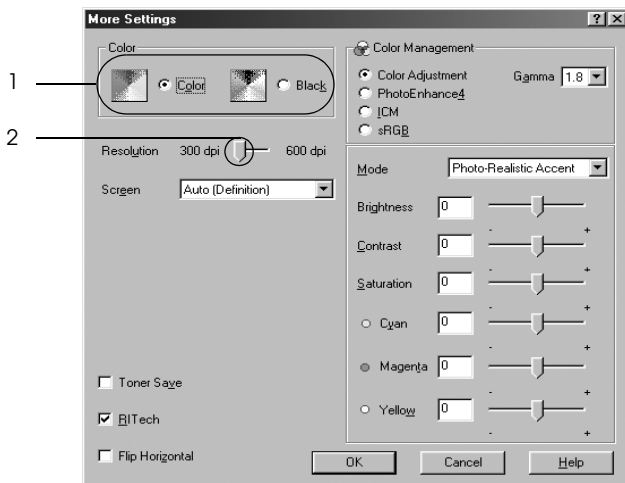 More Settings
Color
Color
Black
1
2
Resolution 300 dpi 600 dpi
Screen Auto (Definition)
Toner Save
RITech
Flip Horizontal
Color Management
Color Adjustment
PhotoEnhance4
ICM
sRGB
Gamma 1.8
Mode Photo-Realistic Accent
Brightness 0
- +
Contrast 0
- +
Saturation 0
- +
Cyan 0
- +
Magenta 0
- +
Yellow 0
- +
OK Cancel Help